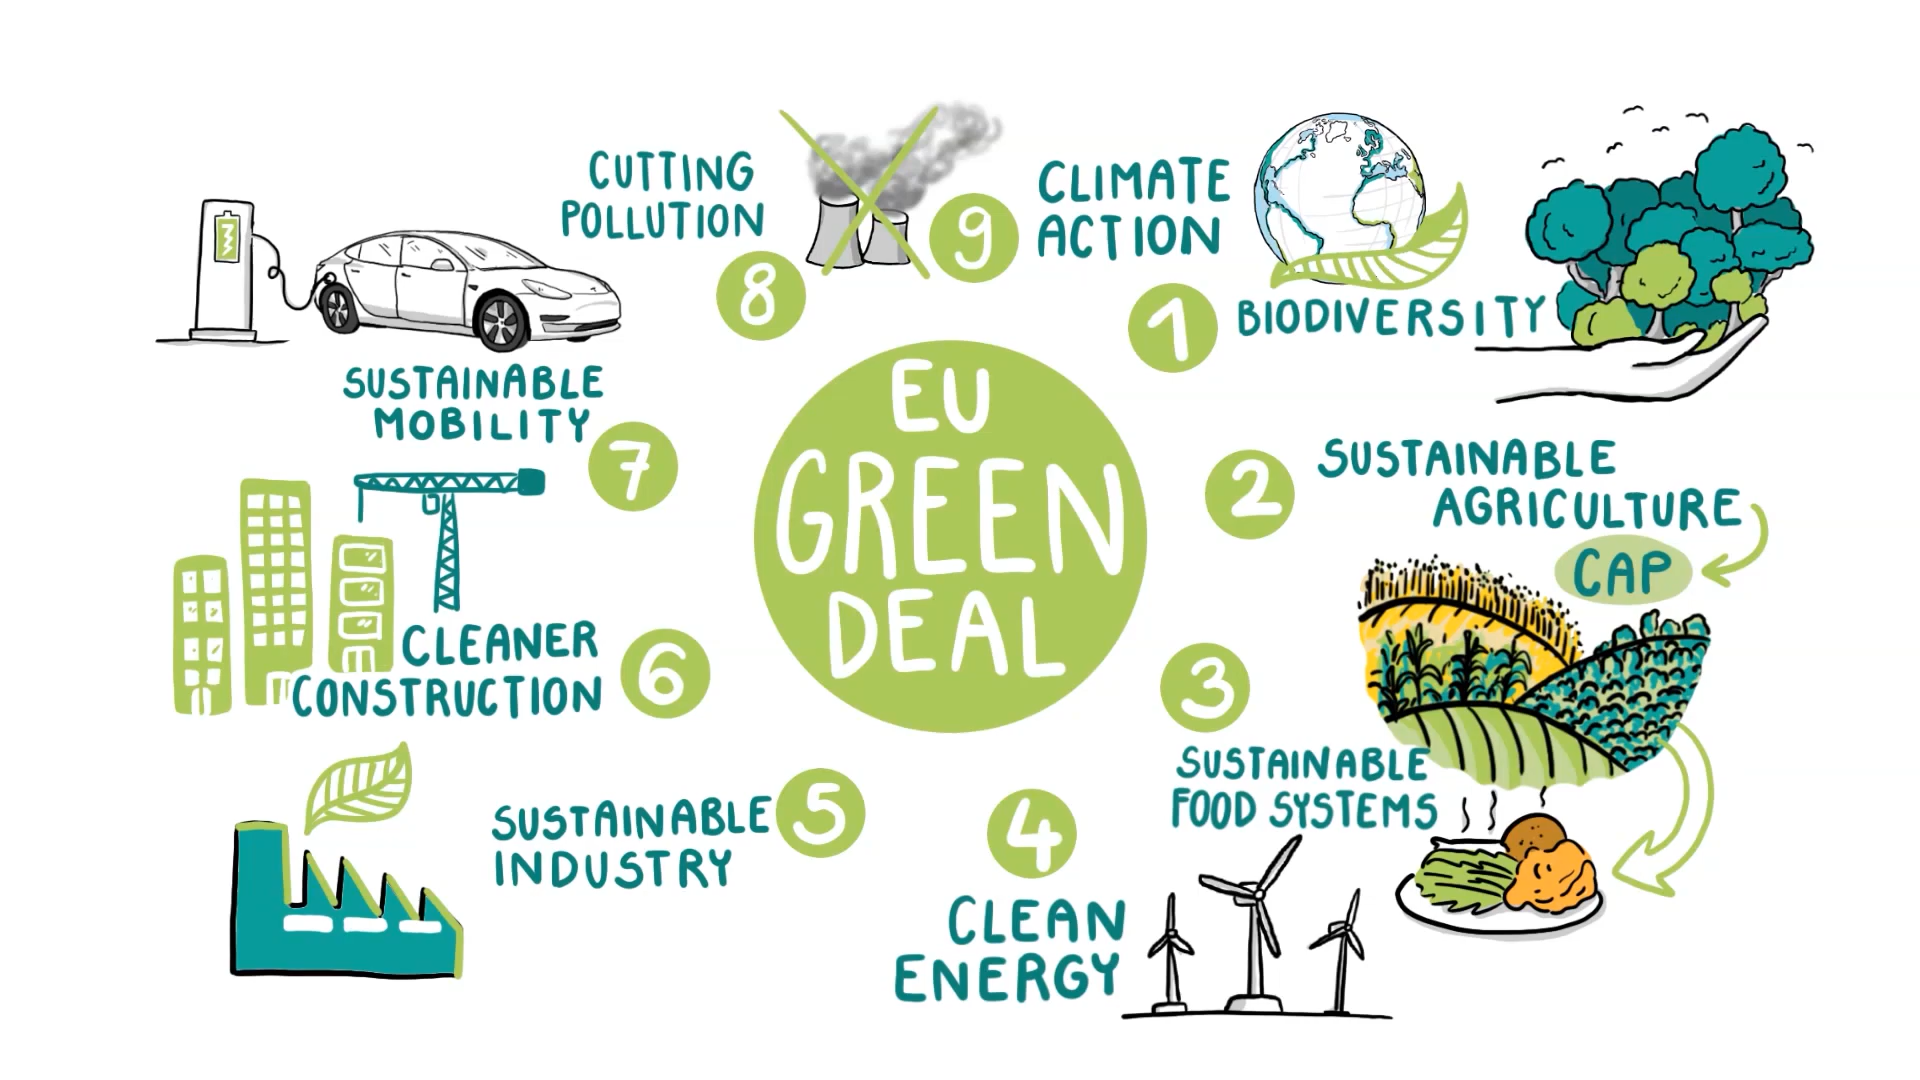 EU
GREEN
DEAL
1
BIODIVERSITY
2
SUSTAINABLE
AGRICULTURE
CAP
3
SUSTAINABLE
FOOD SYSTEMS
4
CLEAN
ENERGY
5
SUSTAINABLE
INDUSTRY
6
CLEANER
CONSTRUCTION
7
SUSTAINABLE
MOBILITY
8
CUTTING
POLLUTION
9
CLIMATE
ACTION